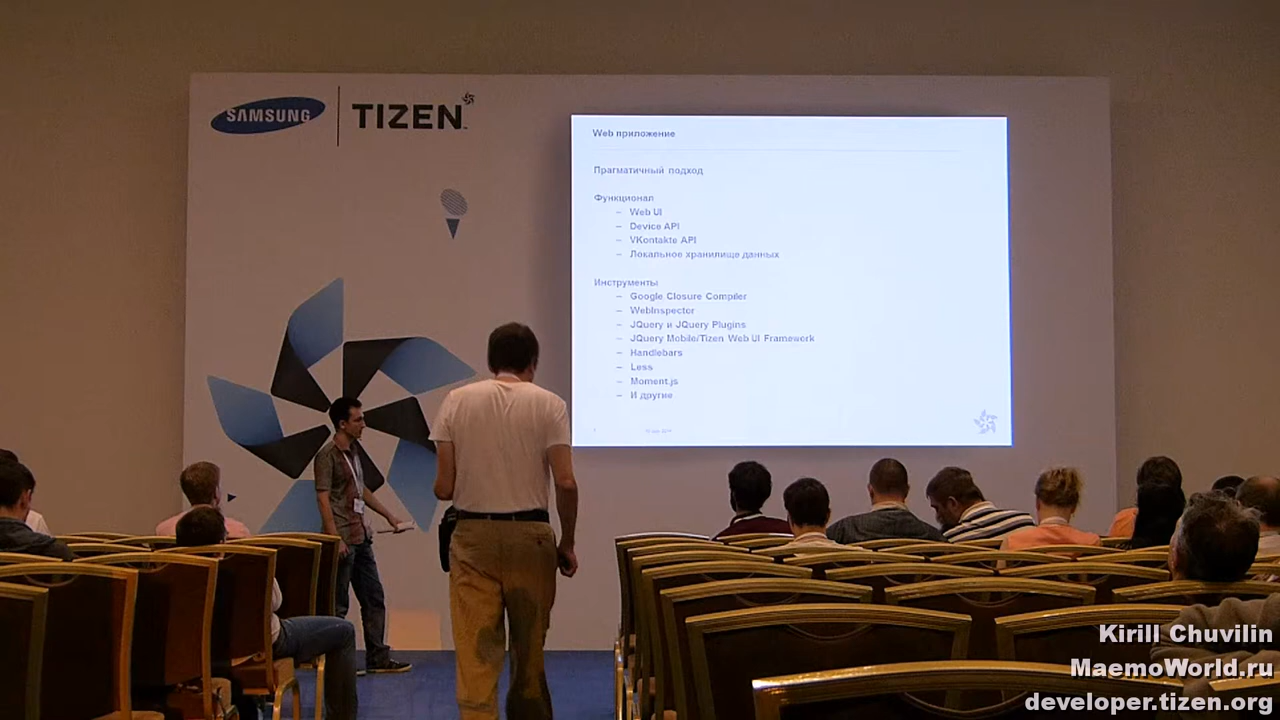 SAMSUNG
TIZEN™
Web приложение
Прагматичный подход
Функционал
– Web UI
– Device API
– VKontakte API
– Локальное хранилище данных
Инструменты
– Google Closure Compiler
– WebInspector
– JQuery и JQuery Plugins
– JQuery Mobile/Tizen Web UI Framework
– Handlebars
– Less
– Moment.js
– И другие
Kirill Chuvilin
MaemoWorld.ru
developer.tizen.org